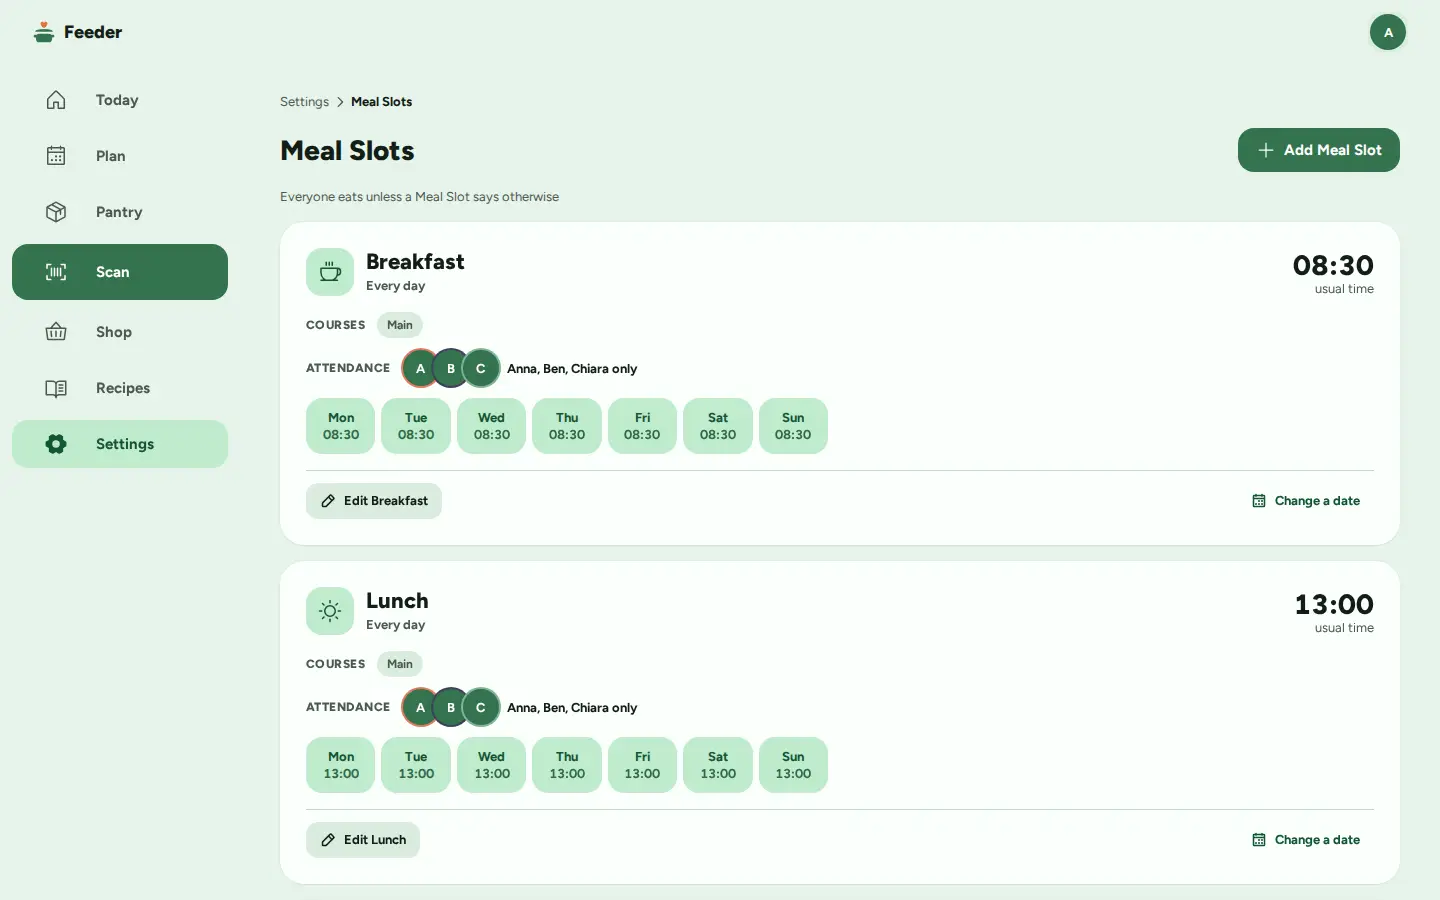 Feeder
A
Today
Plan
Pantry
Scan
Shop
Recipes
Settings
Settings > Meal Slots
Meal Slots
Add Meal Slot
Everyone eats unless a Meal Slot says otherwise
Breakfast
Every day
08:30
usual time
COURSES Main
ATTENDANCE A B C Anna, Ben, Chiara only
Mon Tue Wed Thu Fri Sat Sun
08:30 08:30 08:30 08:30 08:30 08:30 08:30
Edit Breakfast
Change a date
Lunch
Every day
13:00
usual time
COURSES Main
ATTENDANCE A B C Anna, Ben, Chiara only
Mon Tue Wed Thu Fri Sat Sun
13:00 13:00 13:00 13:00 13:00 13:00 13:00
Edit Lunch
Change a date